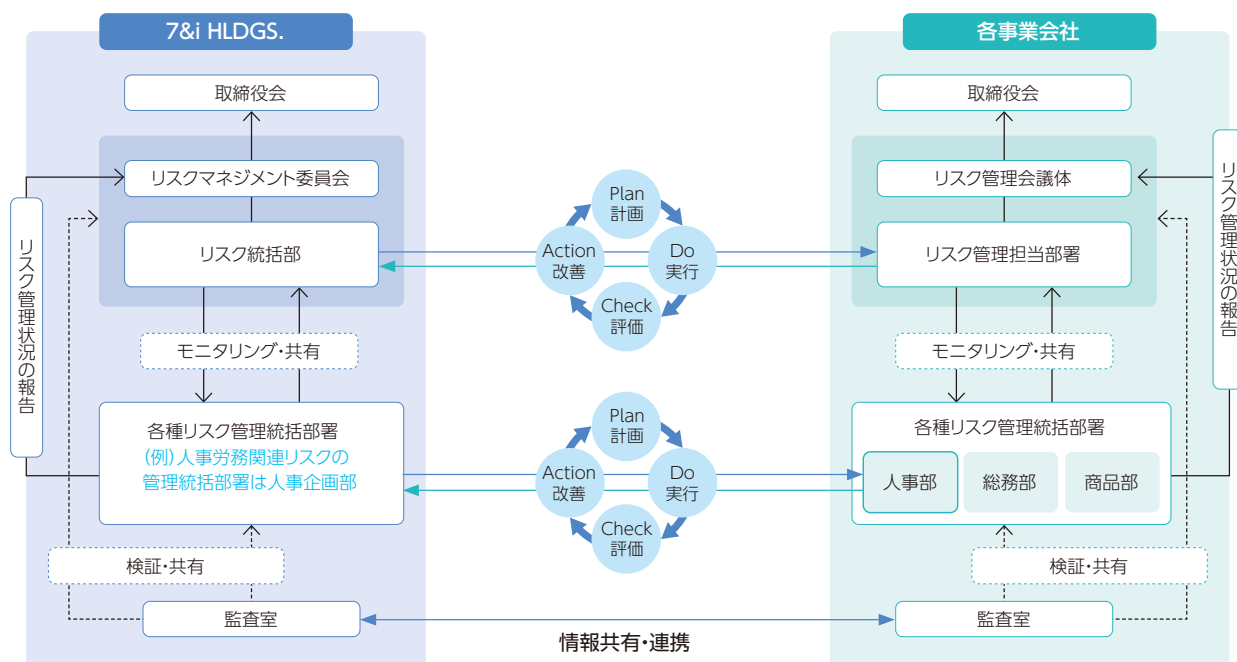 7&i HLDGS.
取締役会
リスクマネジメント委員会
リスク統括部
モニタリング・共有
リスク管理状況の報告
各種リスク管理統括部署
(例)人事労務関連リスクの
管理統括部署は人事企画部
検証・共有
監査室
Plan
計画
Do
実行
Check
評価
Action
改善
Plan
計画
Do
実行
Check
評価
Action
改善
情報共有・連携
各事業会社
取締役会
リスク管理会議体
リスク管理担当部署
モニタリング・共有
リスク管理状況の報告
各種リスク管理統括部署
人事部
総務部
商品部
検証・共有
監査室